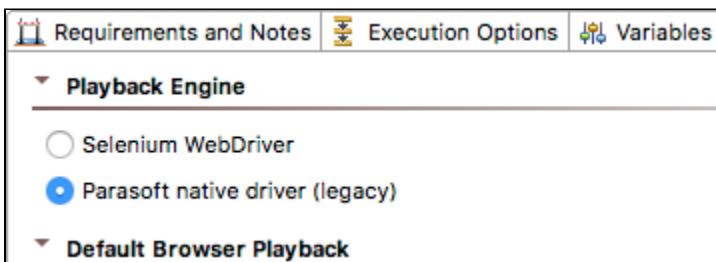 Requirements and Notes Execution Options Variables
Playback Engine
Selenium WebDriver
Parasoft native driver (legacy)
Default Browser Playback